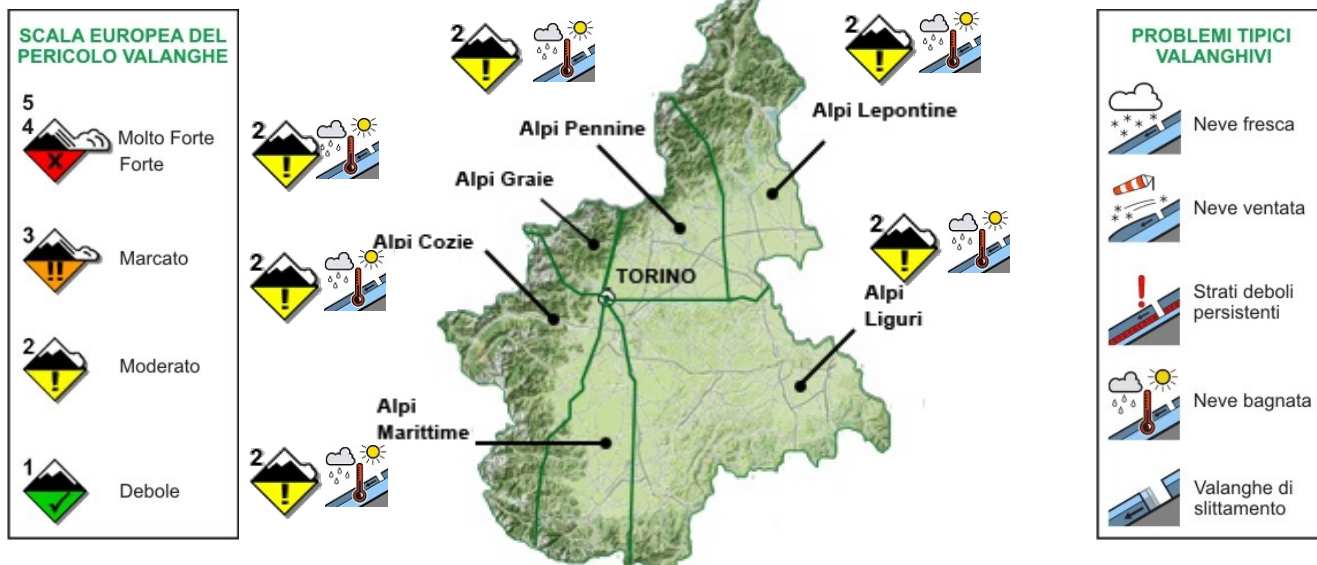 SCALA EUROPEA DEL
PERICOLO VALANGHE
5
4
Molto Forte
Forte
3
Marcato
2
Moderato
1
Debole
2
2
2
2
2
2
Alpi Lepontine
Alpi Pennine
Alpi Graie
Alpi Cozie
TORINO
Alpi
Liguri
Alpi
Marittime
PROBLEMI TIPICI
VALANGHIVI
Neve fresca
Neve ventata
Strati deboli
persistenti
Neve bagnata
Valanghe di
slittamento